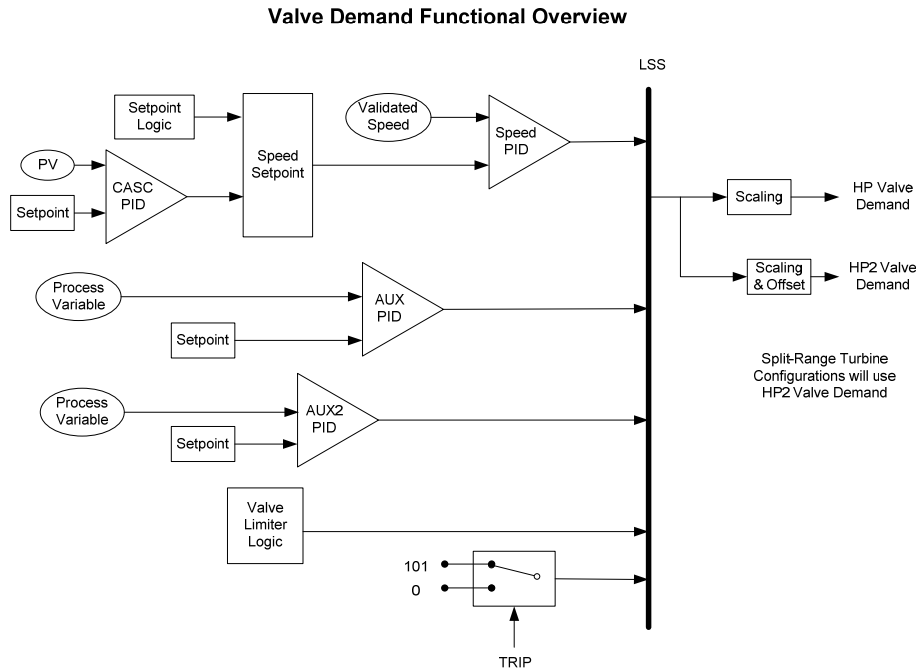 Valve Demand Functional Overview
LSS
Setpoint
Logic
Validated
Speed
Speed
PID
Speed
Setpoint
PV
CASC
PID
Setpoint
Scaling
HP Valve
Demand
Scaling
& Offset
HP2 Valve
Demand
Process
Variable
AUX
PID
Setpoint
Split-Range Turbine
Configurations will use
HP2 Valve Demand
Process
Variable
AUX2
PID
Setpoint
Valve
Limiter
Logic
101
0
TRIP